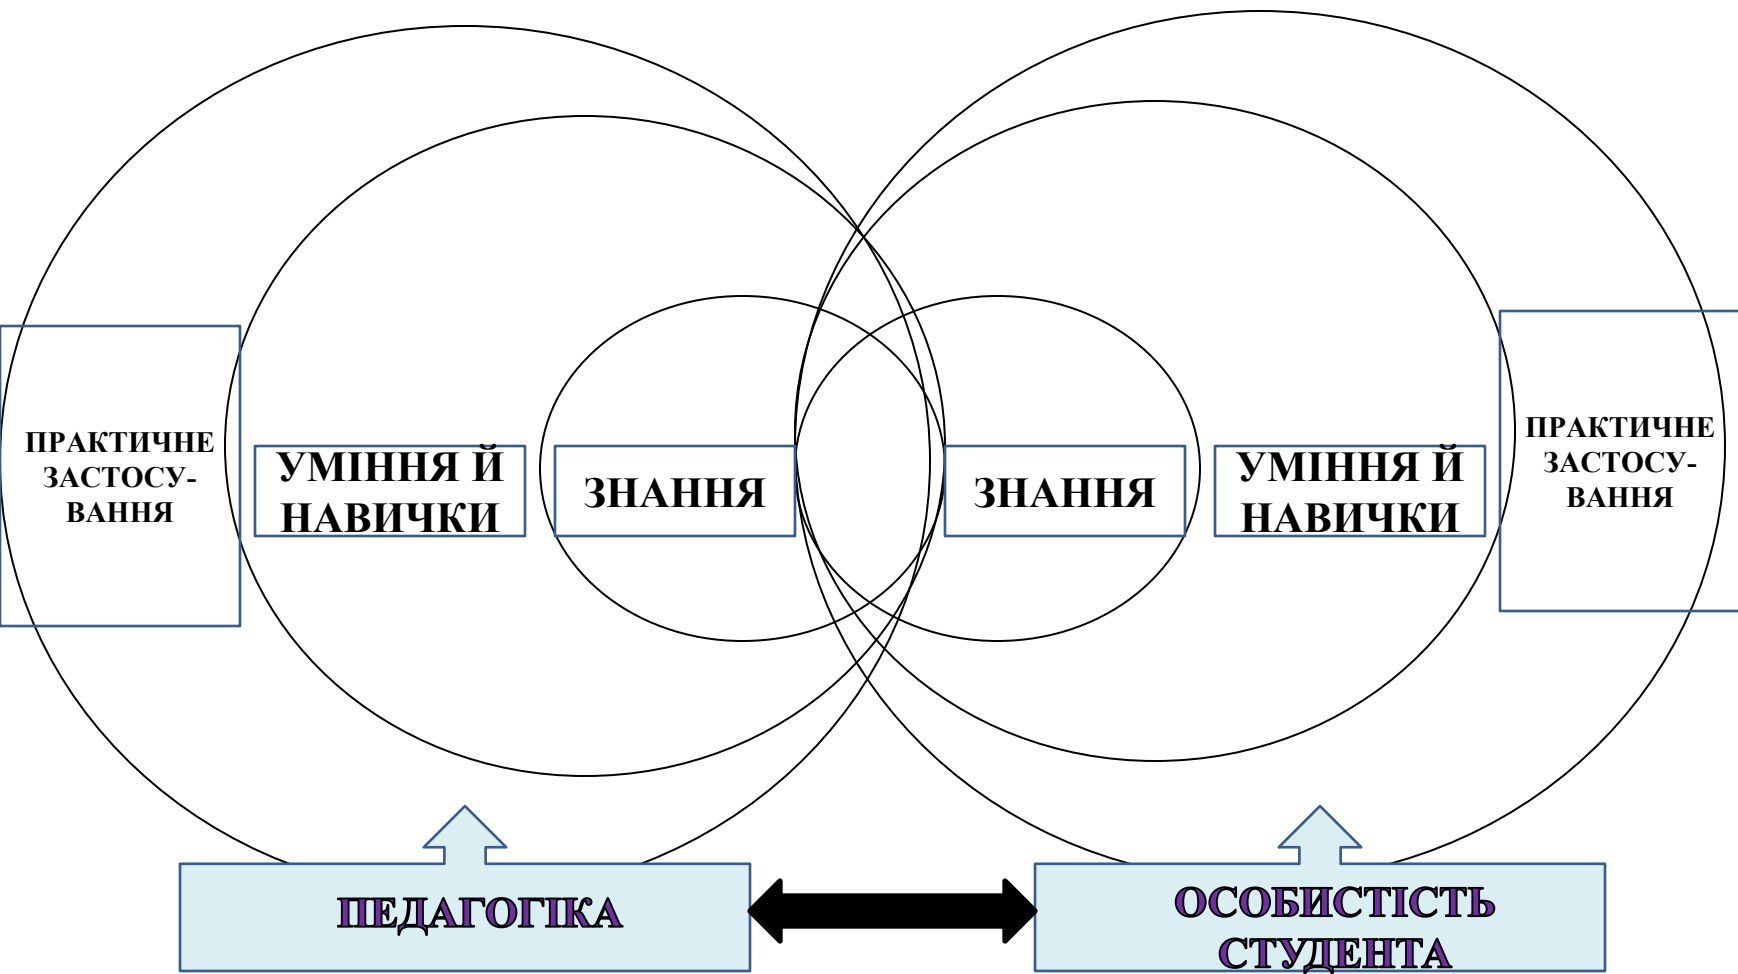 ПРАКТИЧНЕ
ЗАСТОСУ-
ВАННЯ
УМІННЯ Й
НАВИЧКИ
ЗНАННЯ
ЗНАННЯ
УМІННЯ Й
НАВИЧКИ
ПРАКТИЧНЕ
ЗАСТОСУ-
ВАННЯ
ПЕДАГОГІКА
ОСОБИСТІСТЬ
СТУДЕНТА